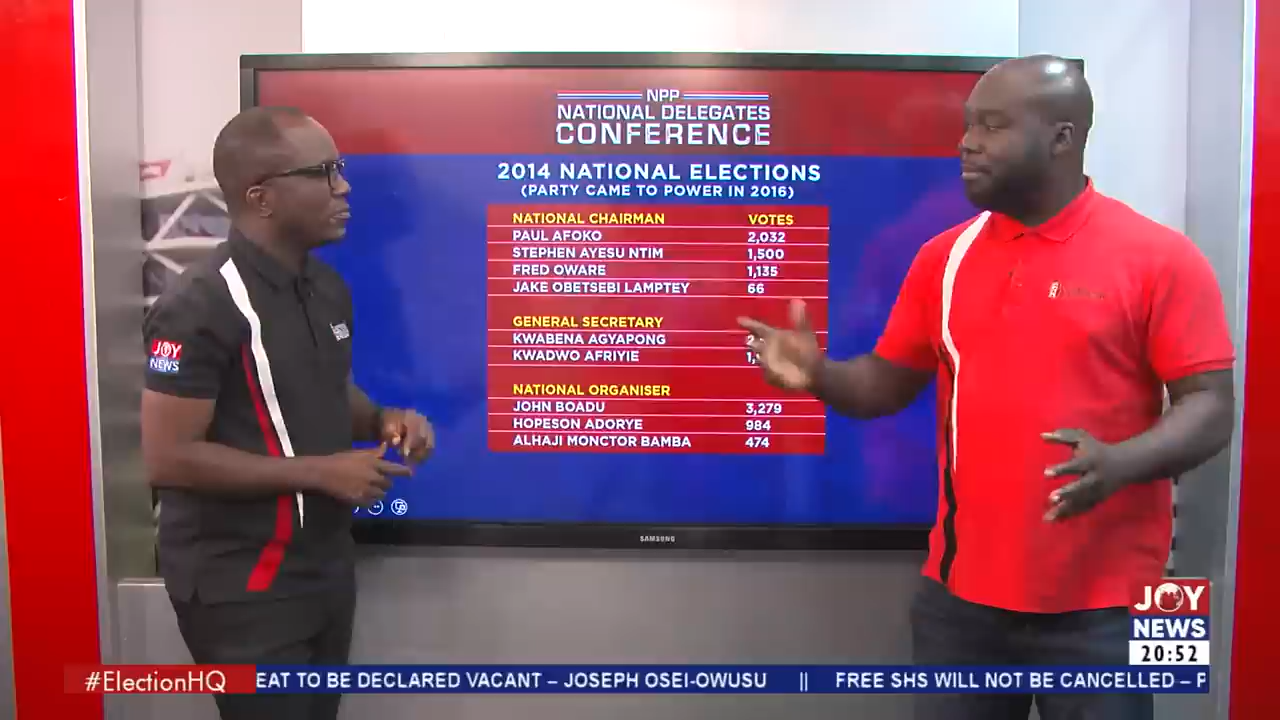 NPP
NATIONAL DELEGATES
CONFERENCE
2014 NATIONAL ELECTIONS
(PARTY CAME TO POWER IN 2016)
NATIONAL CHAIRMAN VOTES
PAUL AFOKO 2,032
STEPHEN AYESU NTIM 1,500
FRED OWARE 1,135
JAKE OBETSEBI LAMPTEY 66
GENERAL SECRETARY
KWABENA AGYAPONG
KWADWO AFRIYIE
NATIONAL ORGANISER
JOHN BOADU 3,279
HOPESON ADORYE 984
ALHAJI MONCTOR BAMBA 474
SAMSUNG
JOY
NEWS
JOY
NEWS
20:52
#ElectionHQ
EAT TO BE DECLARED VACANT – JOSEPH OSEI-OWUSU || FREE SHS WILL NOT BE CANCELLED –